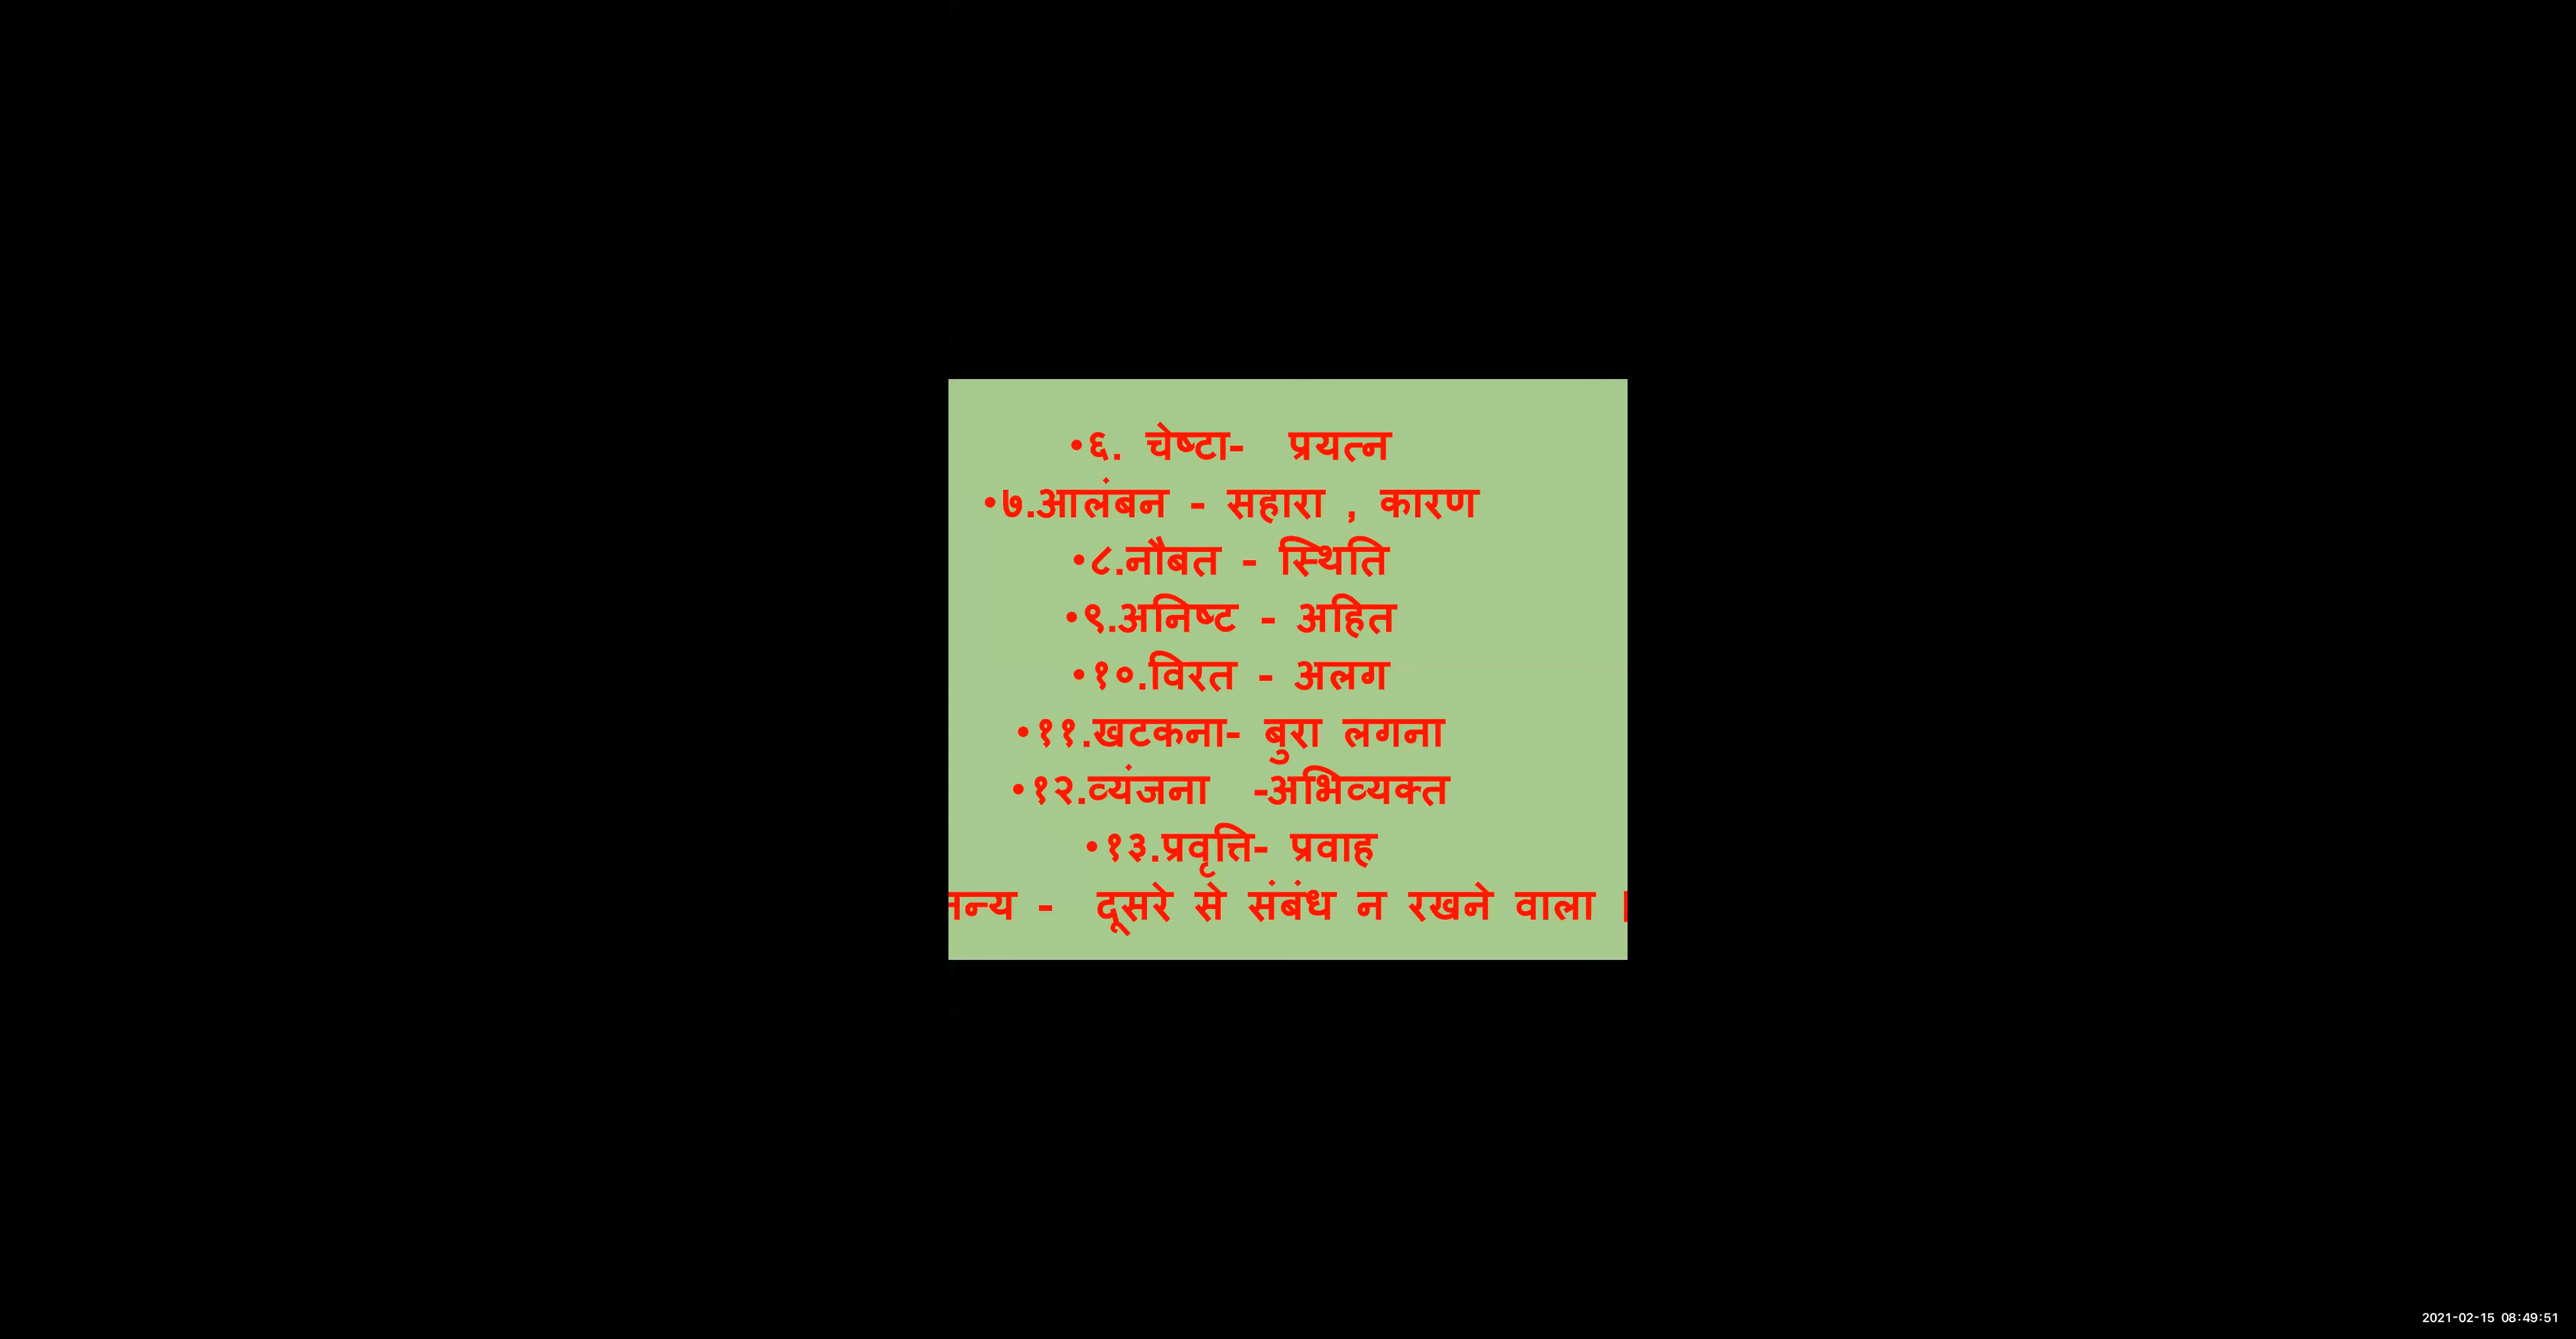 •६. चेष्टा- प्रयत्न
•७.आलंबन - सहारा , कारण
•८.नौबत - स्थिति
•९.अनिष्ट - अहित
•१०.विरत - अलग
•११.खटकना- बुरा लगना
•१२.व्यंजना -अभिव्यक्त
•१३.प्रवृत्ति- प्रवाह
- दूसरे से संबंध न रखने वाला ।
2021-02-15 08:49:51